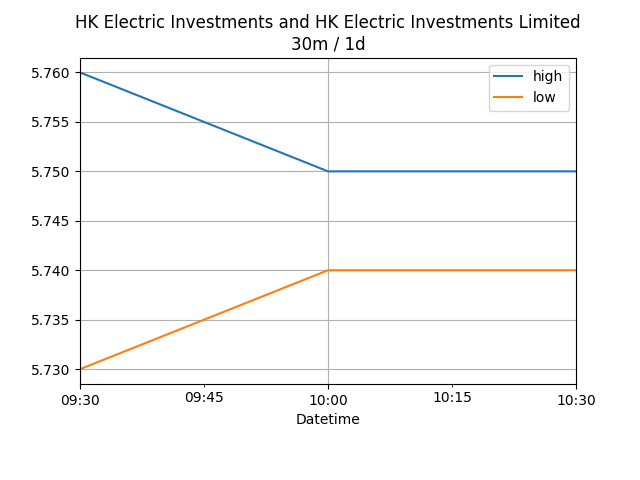 HK Electric Investments and HK Electric Investments Limited
30m / 1d
high
low
5.760
5.755
5.750
5.745
5.740
5.735
5.730
09:30
09:45
10:00
10:15
10:30
Datetime